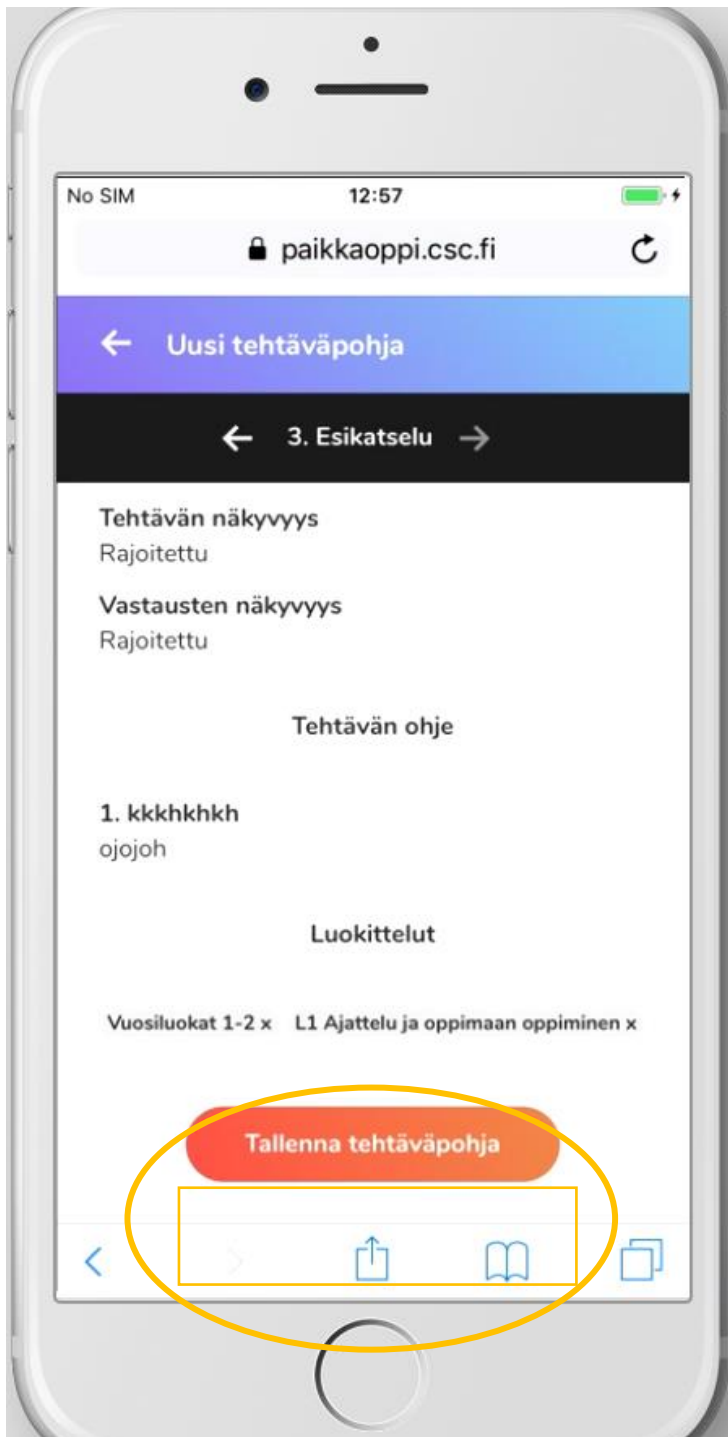 No SIM
12:57
paikkaoppi.csc.fi
Uusi tehtäväpohja
3. Esikatselu
Tehtävän näkyvyys
Rajoitettu
Vastausten näkyvyys
Rajoitettu
Tehtävän ohje
1. kkkhkhkh
ojojoh
Luokittelut
Vuosiluokat 1-2 x L1 Ajattelu ja oppimaan oppiminen x
Tallenna tehtäväpohja